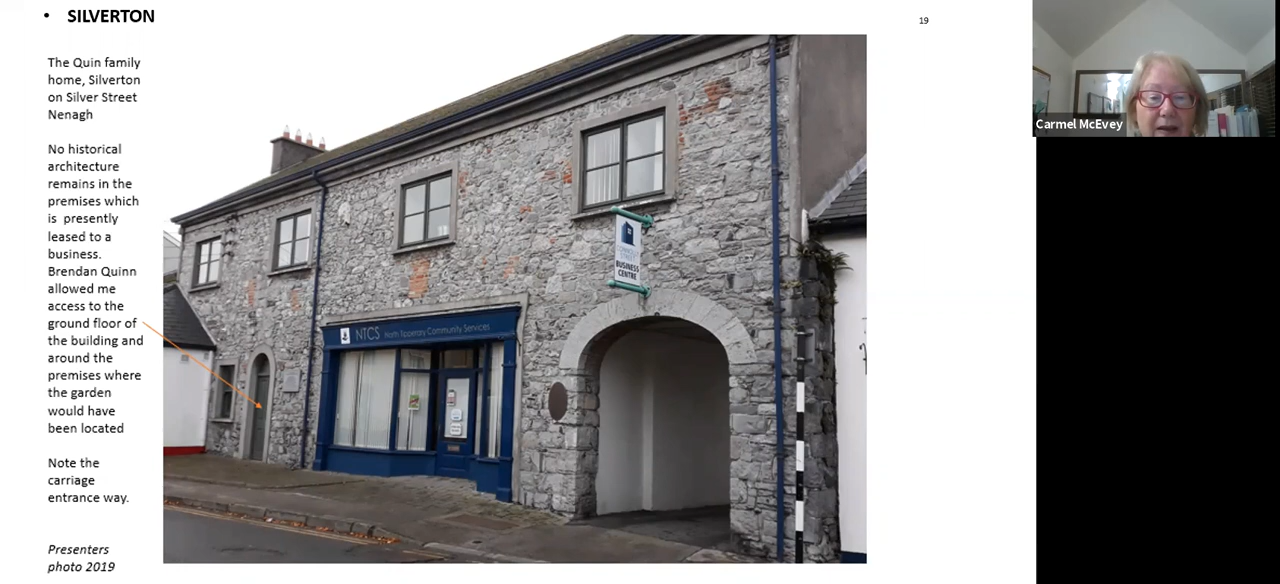 • SILVERTON
19
The Quin family
home, Silverton
on Silver Street
Nenagh
No historical
architecture
remains in the
premises which
is presently
leased to a
business.
Brendan Quinn
allowed me
access to the
ground floor of
the building and
around the
premises where
the garden
would have
been located
Note the
carriage
entrance way.
Presenters
photo 2019
NTCS North Tipperary Community Services
STREET
BUSINESS
CENTRE
Carmel McEvey